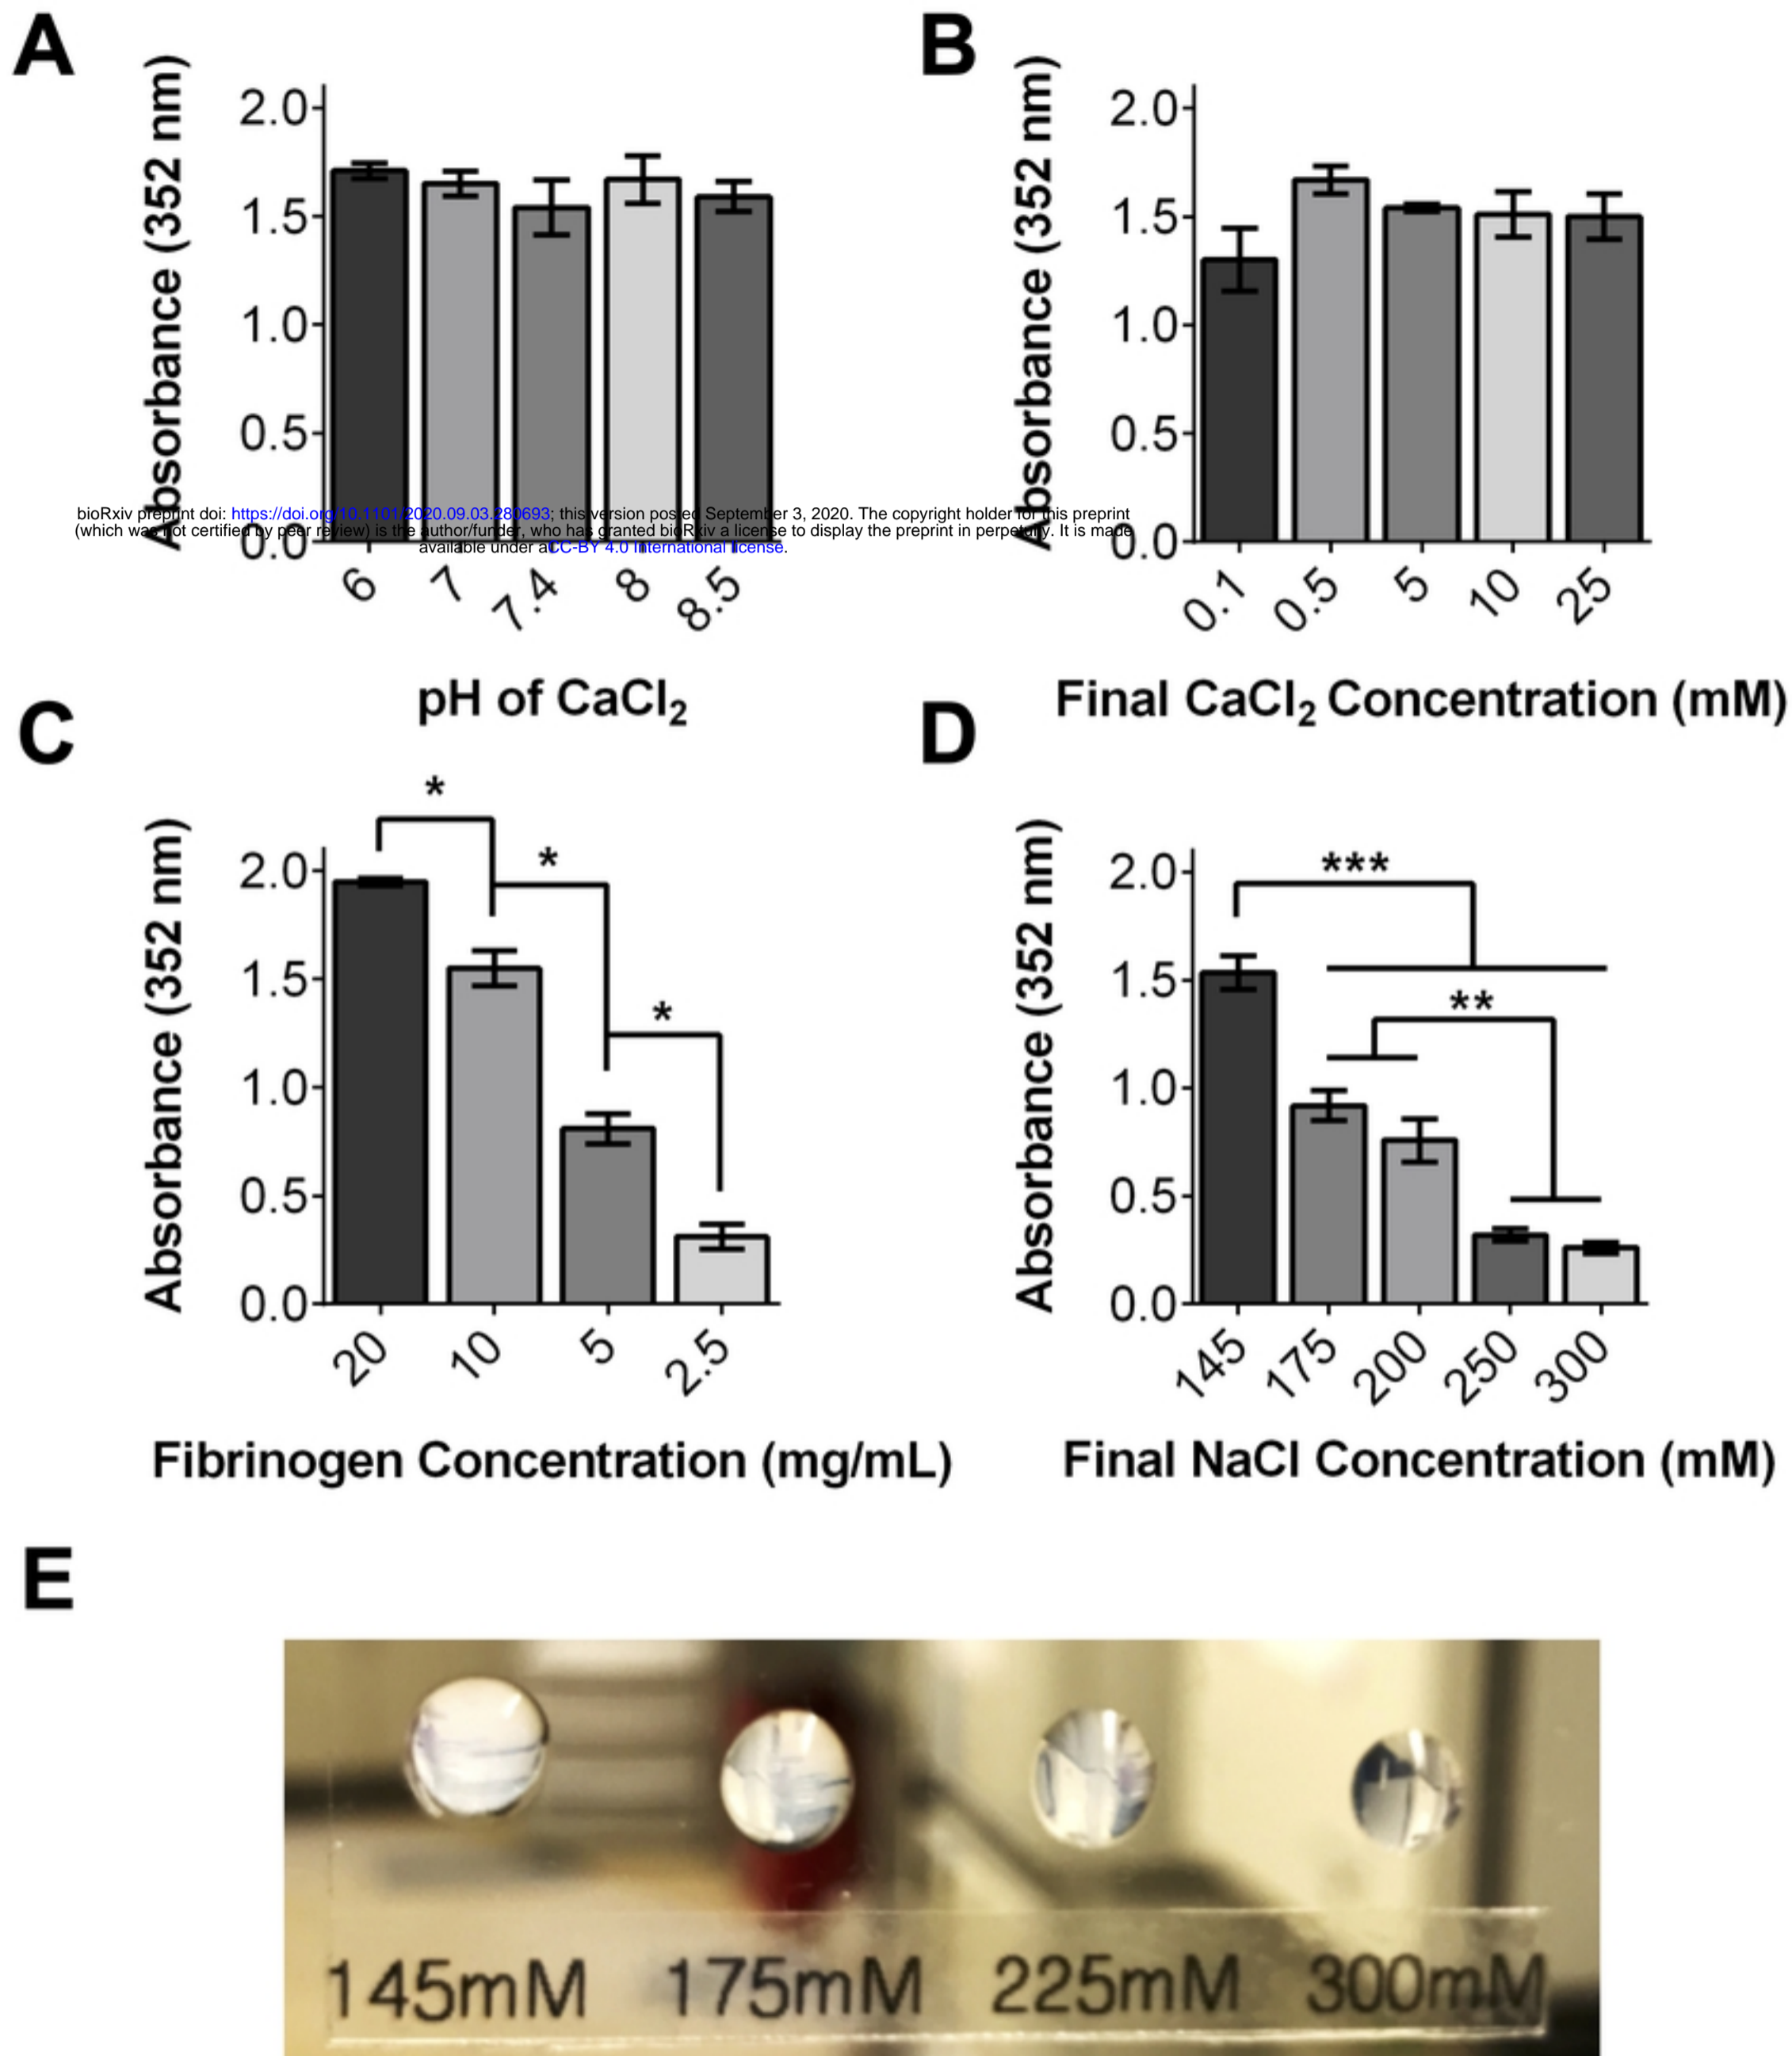 A
B
Absorbance (352 nm)
2.0
1.5
1.0
0.5
0.0
6
7
7.4
8
8.5
pH of CaCl₂
Absorbance (352 nm)
2.0
1.5
1.0
0.5
0.0
0.1
0.5
5
10
25
Final CaCl₂ Concentration (mM)
bioRxiv preprint doi: https://doi.org/10.1101/2020.09.03.280693; this version posted September 3, 2020. The copyright holder for this preprint
(which was not certified by peer review) is the author/funder, who has granted bioRxiv a license to display the preprint in perpetuity. It is made
available under aCC-BY 4.0 International license.
C
D
Absorbance (352 nm)
2.0
1.5
1.0
0.5
0.0
*
*
*
20
10
5
2.5
Fibrinogen Concentration (mg/mL)
Absorbance (352 nm)
2.0
1.5
1.0
0.5
0.0
***
**
145
175
200
250
300
Final NaCl Concentration (mM)
E
145mM 175mM 225mM 300mM